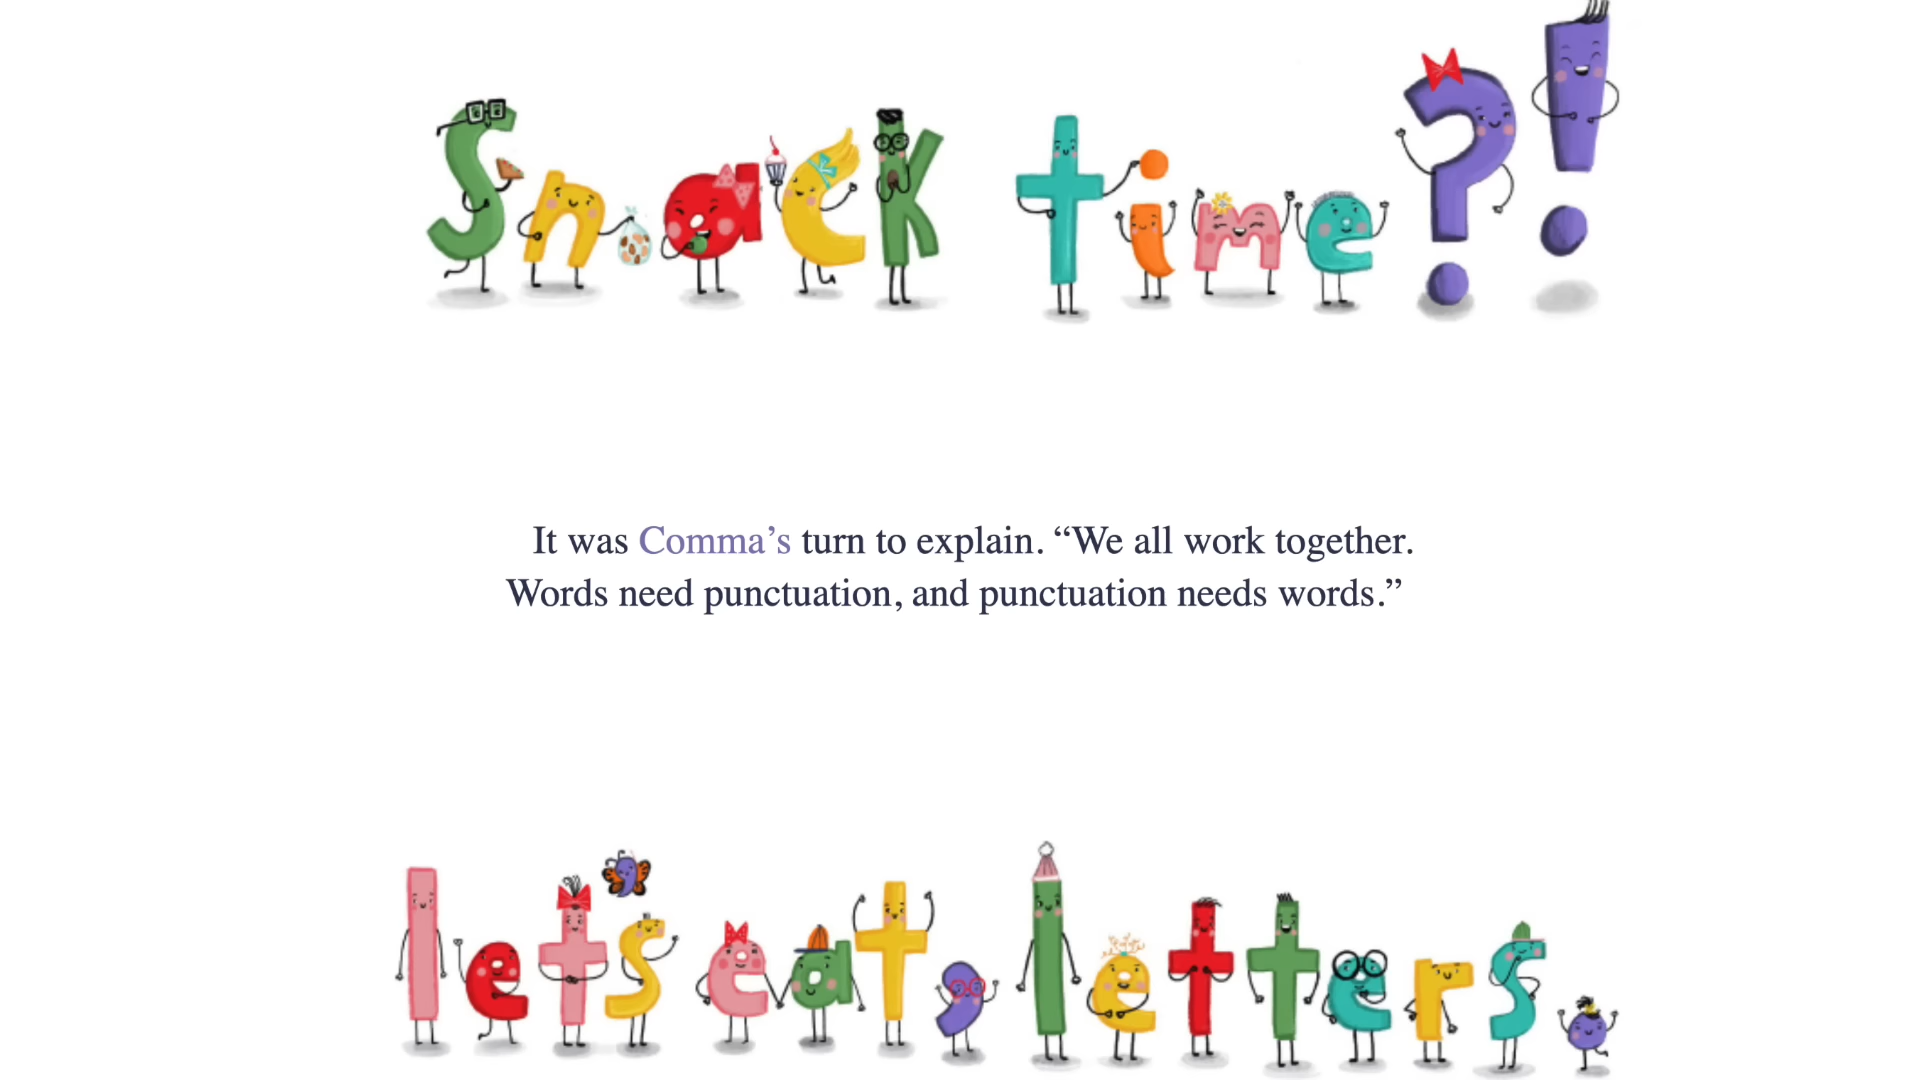 Snack time?!
It was Comma’s turn to explain. “We all work together.
Words need punctuation, and punctuation needs words.”
let's eat, letters.